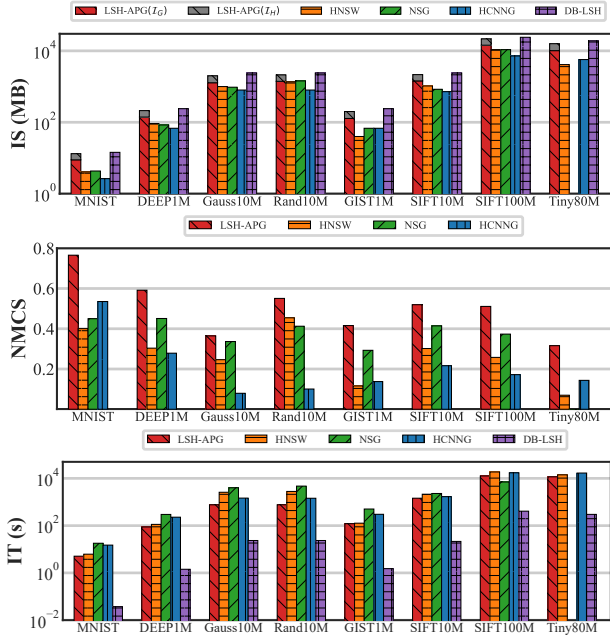 LSH-APG(I_G) LSH-APG(I_H) HNSW NSG HCNNG DB-LSH
IS (MB)
10^4
10^2
10^0
MNIST DEEP1M Gauss10M Rand10M GIST1M SIFT10M SIFT100M Tiny80M
LSH-APG HNSW NSG HCNNG
NMCS
0.8
0.6
0.4
0.2
MNIST DEEP1M Gauss10M Rand10M GIST1M SIFT10M SIFT100M Tiny80M
LSH-APG HNSW NSG HCNNG DB-LSH
IT (s)
10^4
10^2
10^0
10^−2
MNIST DEEP1M Gauss10M Rand10M GIST1M SIFT10M SIFT100M Tiny80M